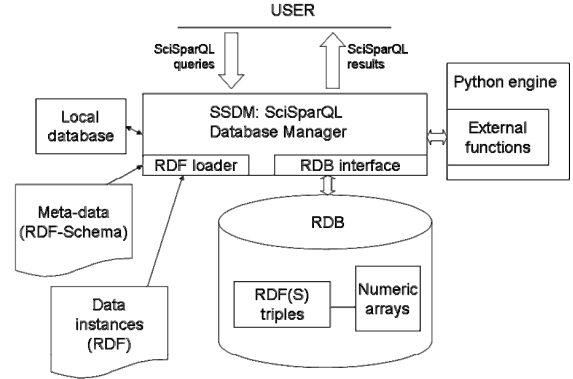 USER
SciSparQL
queries
SciSparQL
results
Python engine
External
functions
Local
database
SSDM: SciSparQL
Database Manager
RDF loader
RDB interface
Meta-data
(RDF-Schema)
RDB
Data
instances
(RDF)
RDF(S)
triples
Numeric
arrays